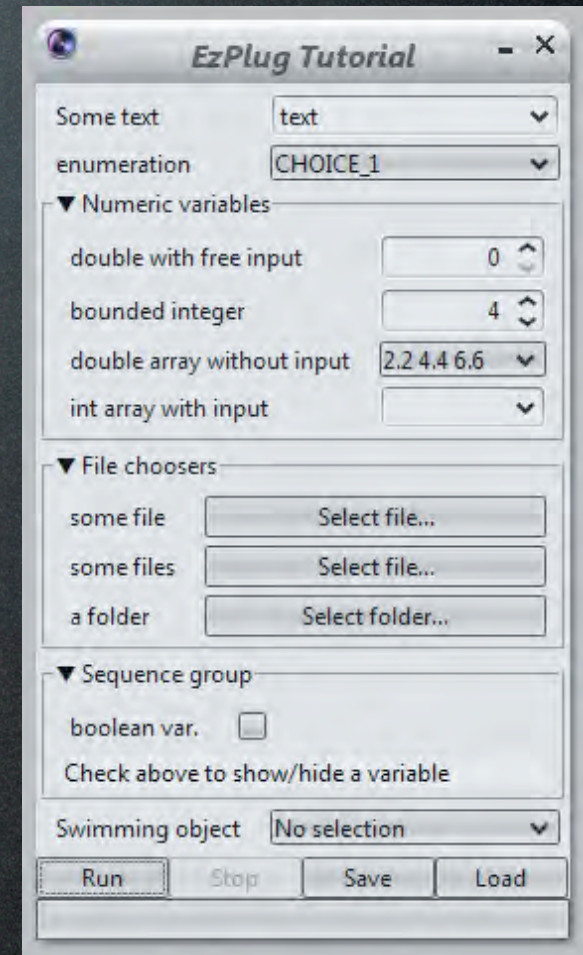 EzPlug Tutorial
Some text text
enumeration CHOICE_1
▼ Numeric variables
double with free input 0
bounded integer 4
double array without input 2.2 4.4 6.6
int array with input
▼ File choosers
some file Select file...
some files Select file...
a folder Select folder...
▼ Sequence group
boolean var.
Check above to show/hide a variable
Swimming object No selection
Run Stop Save Load